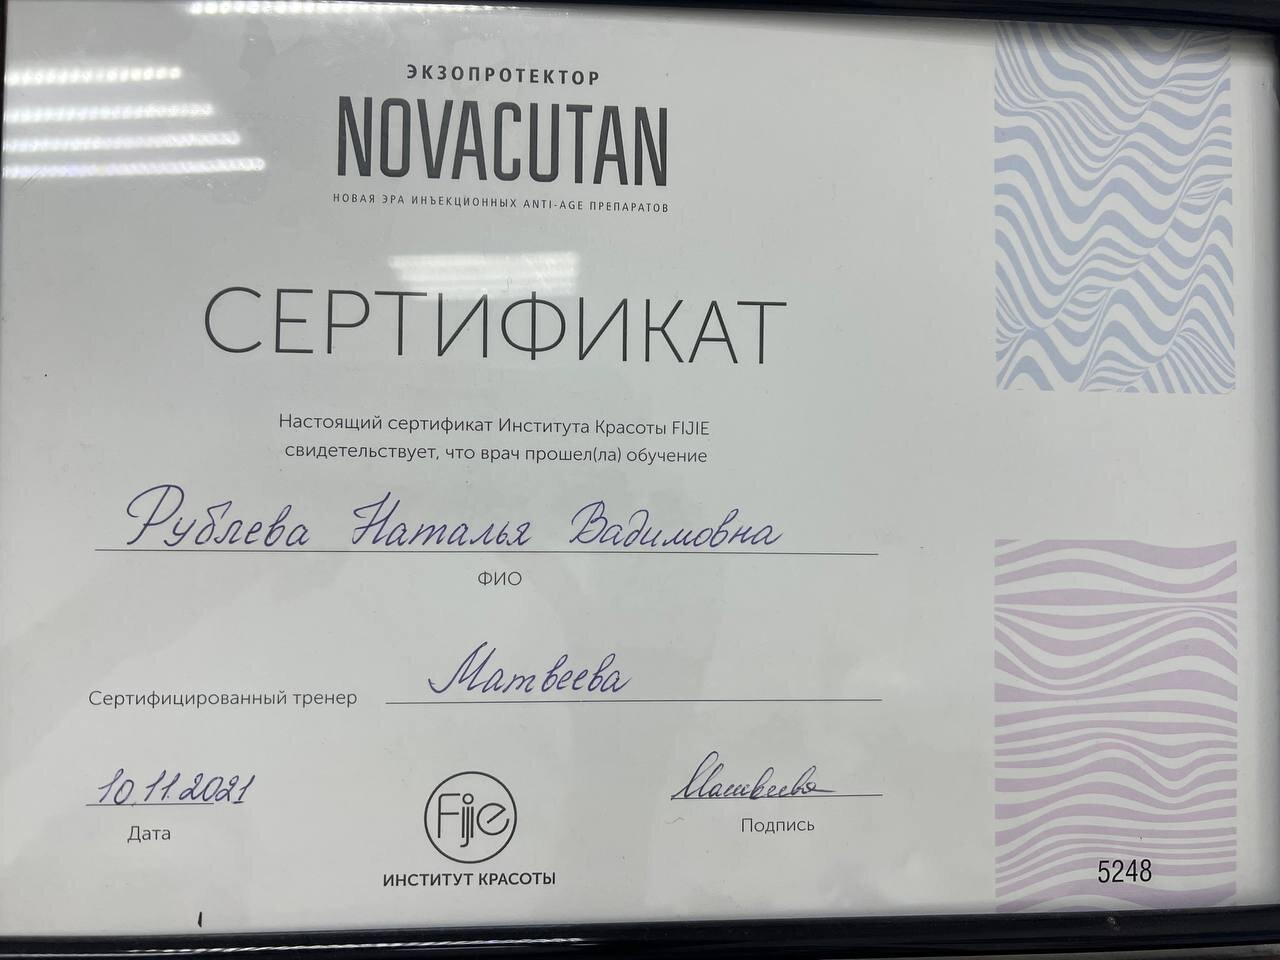 ЭКЗОПРОТЕКТОР
NOVACUTAN
НОВАЯ ЭРА ИНЪЕКЦИОННЫХ ANTI-AGE ПРЕПАРАТОВ
СЕРТИФИКАТ
Настоящий сертификат Института Красоты FIJIE
свидетельствует, что врач прошел(ла) обучение
Рублева Наталья Вадимовна
ФИО
Сертифицированный тренер Матвеева
10.11.2021
Дата
Fijie
ИНСТИТУТ КРАСОТЫ
Матвеева
Подпись
5248